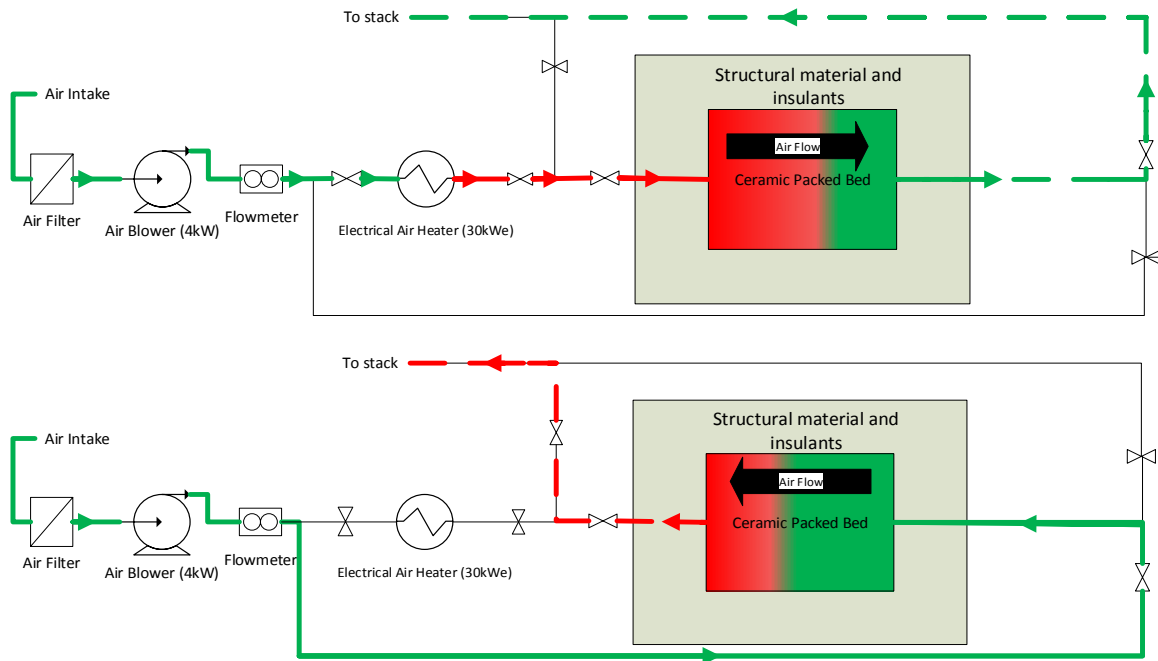 To stack
Structural material and
insulants
Air Intake
Air Flow
Ceramic Packed Bed
Air Filter
Air Blower (4kW)
Flowmeter
Electrical Air Heater (30kWe)
To stack
Structural material and
insulants
Air Intake
Air Flow
Ceramic Packed Bed
Air Filter
Air Blower (4kW)
Flowmeter
Electrical Air Heater (30kWe)